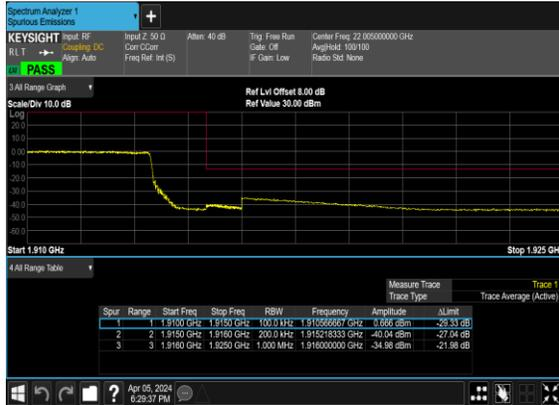 Spectrum Analyzer 1
Spurious Emissions
KEYSIGHT Input: RF Input Z: 50 Ω Atten: 40 dB Trig: Free Run Center Freq: 22.005000000 GHz
RLT Coupling: DC Corr CCorr Gate: Off Avg|Hold: 100/100
Align: Auto Freq Ref: Int (S) IF Gain: Low Radio Std: None
PASS
3 All Range Graph
Scale/Div 10.0 dB Ref Lvl Offset 8.00 dB
Ref Value 30.00 dBm
Log
20.0
10.0
0.00
-10.0
-20.0
-30.0
-40.0
-50.0
-60.0
Start 1.910 GHz Stop 1.925 GH
4 All Range Table
Measure Trace Trace 1
Trace Type Trace Average (Active)
Spur Range Start Freq Stop Freq RBW Frequency Amplitude ΔLimit
1 1 1.9100 GHz 1.9150 GHz 100.0 kHz 1.910566667 GHz 0.666 dBm -29.33 dB
2 2 1.9150 GHz 1.9160 GHz 200.0 kHz 1.915218333 GHz -40.04 dBm -27.04 dB
3 3 1.9160 GHz 1.9250 GHz 1.000 MHz 1.916000000 GHz -34.98 dBm -21.98 dB
Apr 05, 2024
6:29:37 PM